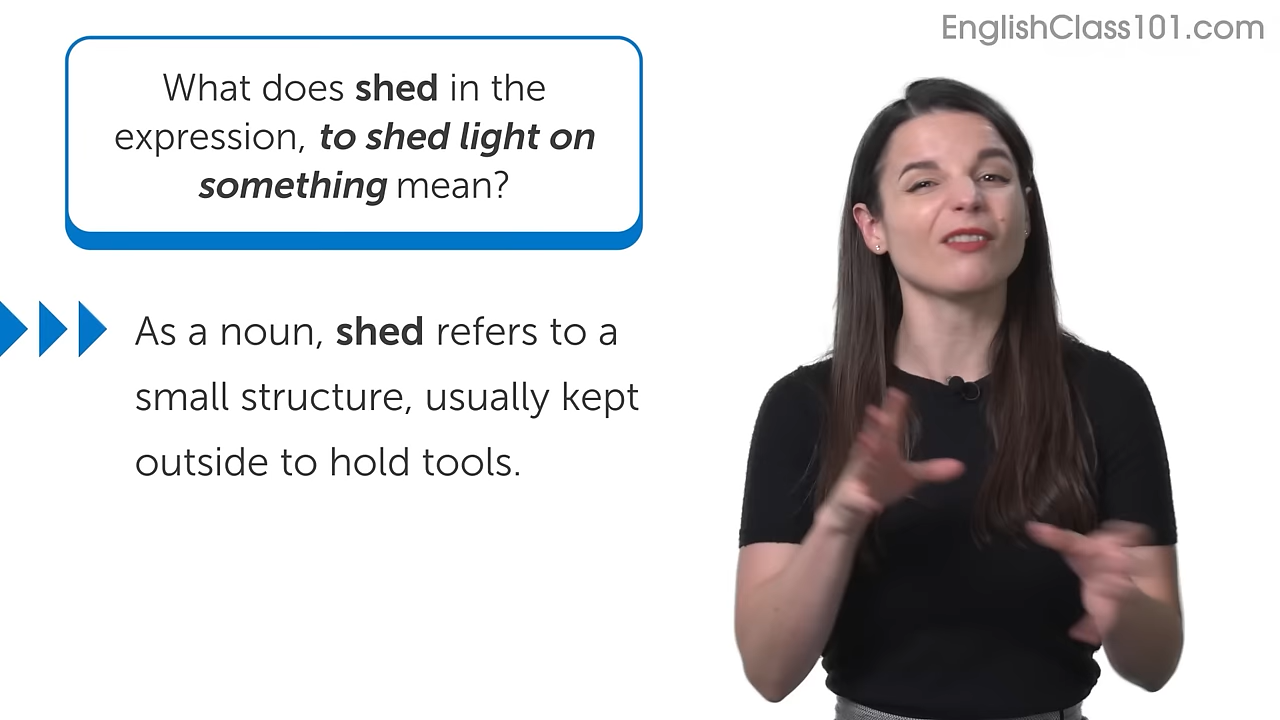 EnglishClass101.com
What does shed in the
expression, to shed light on
something mean?
As a noun, shed refers to a
small structure, usually kept
outside to hold tools.